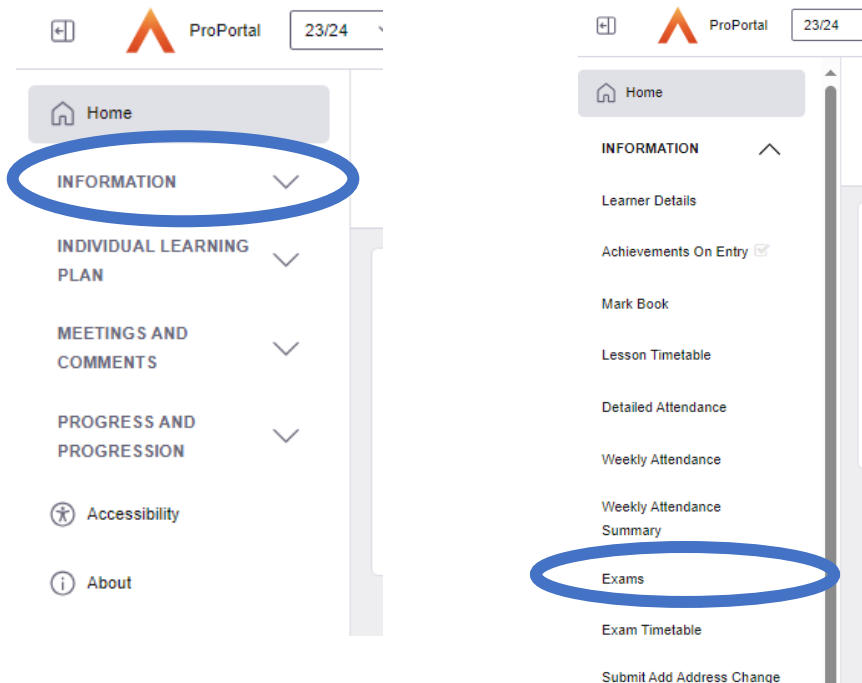 ProPortal
23/24
Home
INFORMATION
INDIVIDUAL LEARNING
PLAN
MEETINGS AND
COMMENTS
PROGRESS AND
PROGRESSION
Accessibility
About
ProPortal
23/24
Home
INFORMATION
Learner Details
Achievements On Entry
Mark Book
Lesson Timetable
Detailed Attendance
Weekly Attendance
Weekly Attendance
Summary
Exams
Exam Timetable
Submit Add Address Change